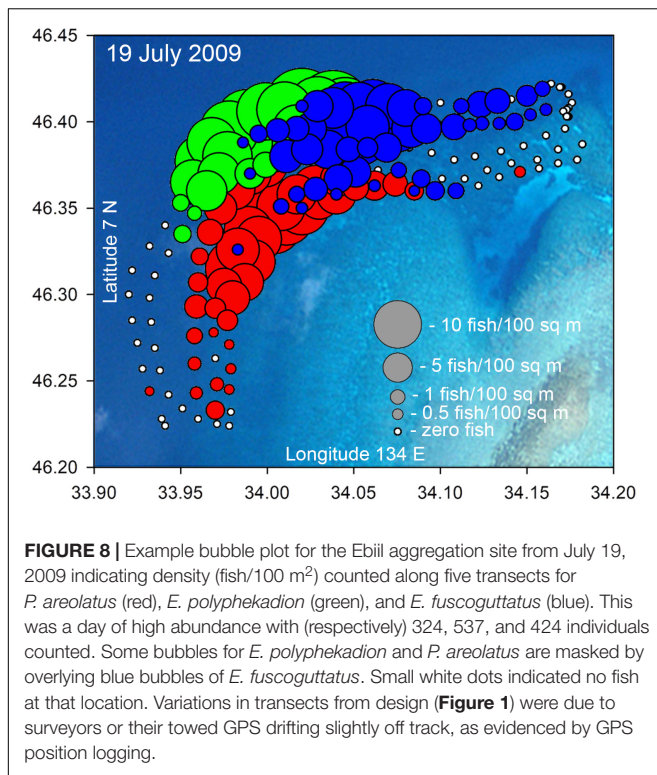 46.45
19 July 2009
46.40
46.35
Latitude 7 N
46.30
- 10 fish/100 sq m
- 5 fish/100 sq m
46.25
- 1 fish/100 sq m
- 0.5 fish/100 sq m
- zero fish
Longitude 134 E
46.20
33.90 33.95 34.00 34.05 34.10 34.15 34.20
FIGURE 8 | Example bubble plot for the Ebiil aggregation site from July 19,
2009 indicating density (fish/100 m²) counted along five transects for
P. areolatus (red), E. polyphekadion (green), and E. fuscoguttatus (blue). This
was a day of high abundance with (respectively) 324, 537, and 424 individuals
counted. Some bubbles for E. polyphekadion and P. areolatus are masked by
overlying blue bubbles of E. fuscoguttatus. Small white dots indicated no fish
at that location. Variations in transects from design (Figure 1) were due to
surveyors or their towed GPS drifting slightly off track, as evidenced by GPS
position logging.